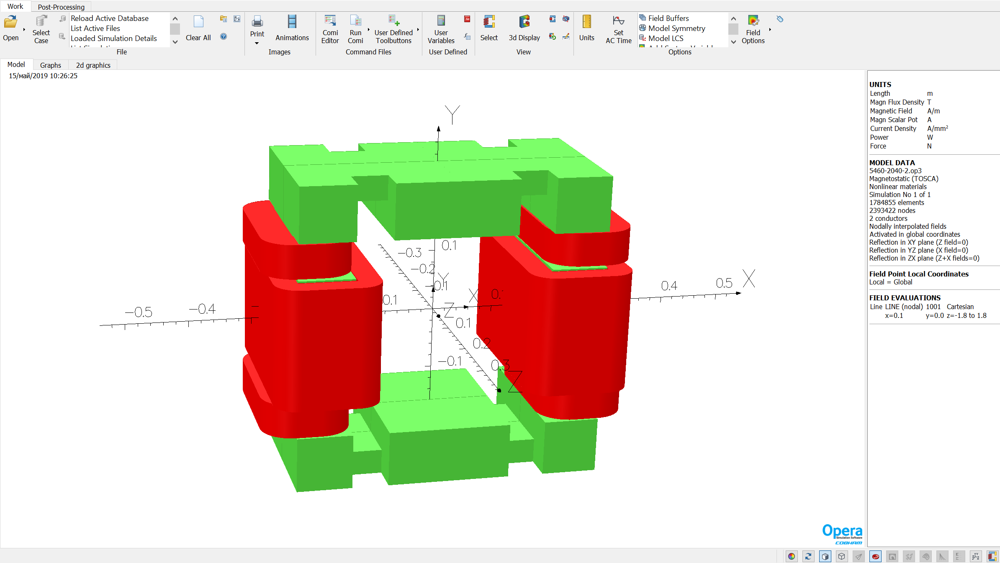 Work
Post-Processing
Open
Select
Case
Reload Active Database
List Active Files
Loaded Simulation Details
Clear All
File
Print
Animations
Images
Comi
Editor
Run
Comi
User Defined
Toolbuttons
Command Files
User
Variables
User Defined
Select
3d Display
View
Units
Set
AC Time
Field Buffers
Model Symmetry
Model LCS
Field
Options
Options
Model
Graphs
2d graphics
15/май/2019 10:26:25
Y
−0.3
0.1
−0.2
−0.1
Y
X
Z
0.1
−0.5
−0.4
0.4
0.5
X
0.1
0.2
−0.1
0.3
Z
UNITS
Length m
Magn Flux Density T
Magnetic Field A/m
Magn Scalar Pot A
Current Density A/mm²
Power W
Force N
MODEL DATA
5460-2040-2.op3
Magnetostatic (TOSCA)
Nonlinear materials
Simulation No 1 of 1
1784855 elements
2393422 nodes
2 conductors
Nodally interpolated fields
Activated in global coordinates
Reflection in XY plane (Z field=0)
Reflection in YZ plane (X field=0)
Reflection in ZX plane (Z+X fields=0)
Field Point Local Coordinates
Local = Global
FIELD EVALUATIONS
Line LINE (nodal) 1001 Cartesian
x=0.1 y=0.0 z=-1.8 to 1.8
Opera
Simulation Software
COBHAM